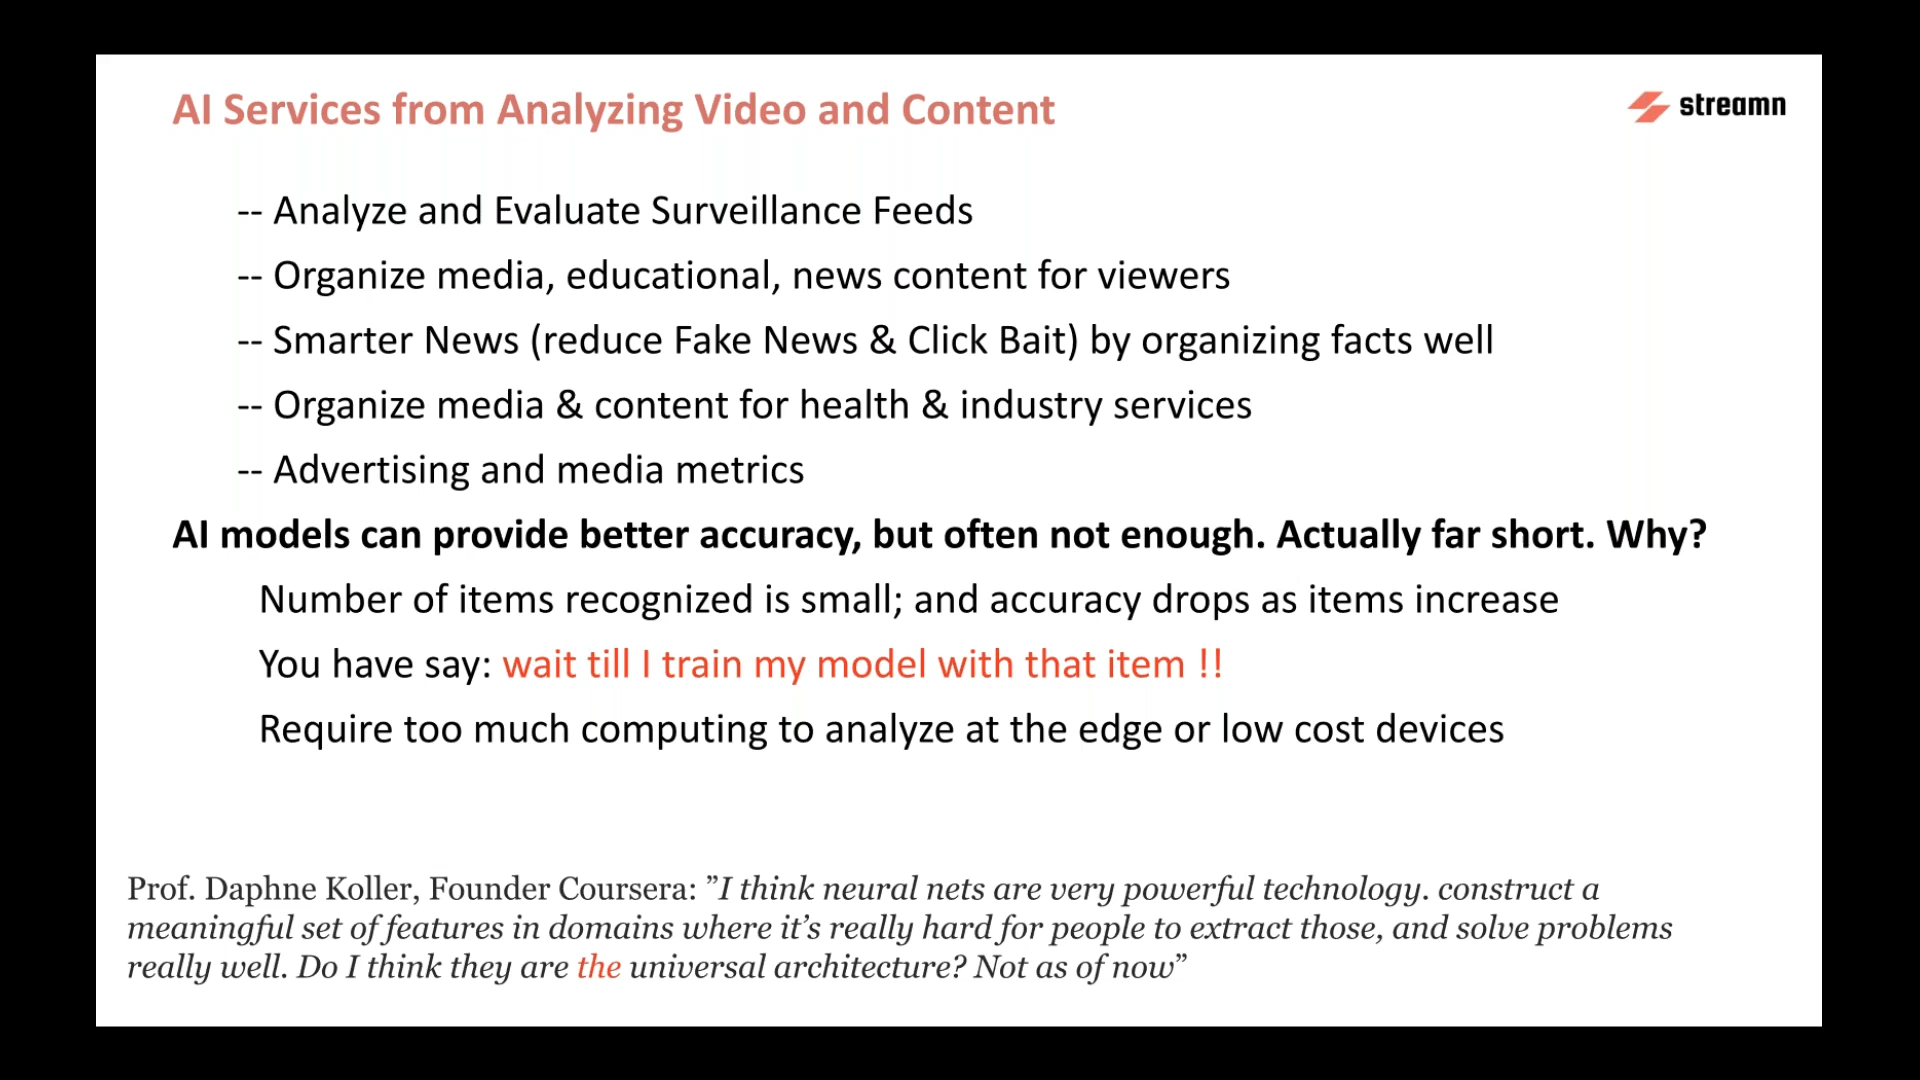 AI Services from Analyzing Video and Content
streamn
-- Analyze and Evaluate Surveillance Feeds
-- Organize media, educational, news content for viewers
-- Smarter News (reduce Fake News & Click Bait) by organizing facts well
-- Organize media & content for health & industry services
-- Advertising and media metrics
AI models can provide better accuracy, but often not enough. Actually far short. Why?
Number of items recognized is small; and accuracy drops as items increase
You have say: wait till I train my model with that item !!
Require too much computing to analyze at the edge or low cost devices
Prof. Daphne Koller, Founder Coursera: ”I think neural nets are very powerful technology. construct a
meaningful set of features in domains where it’s really hard for people to extract those, and solve problems
really well. Do I think they are the universal architecture? Not as of now”